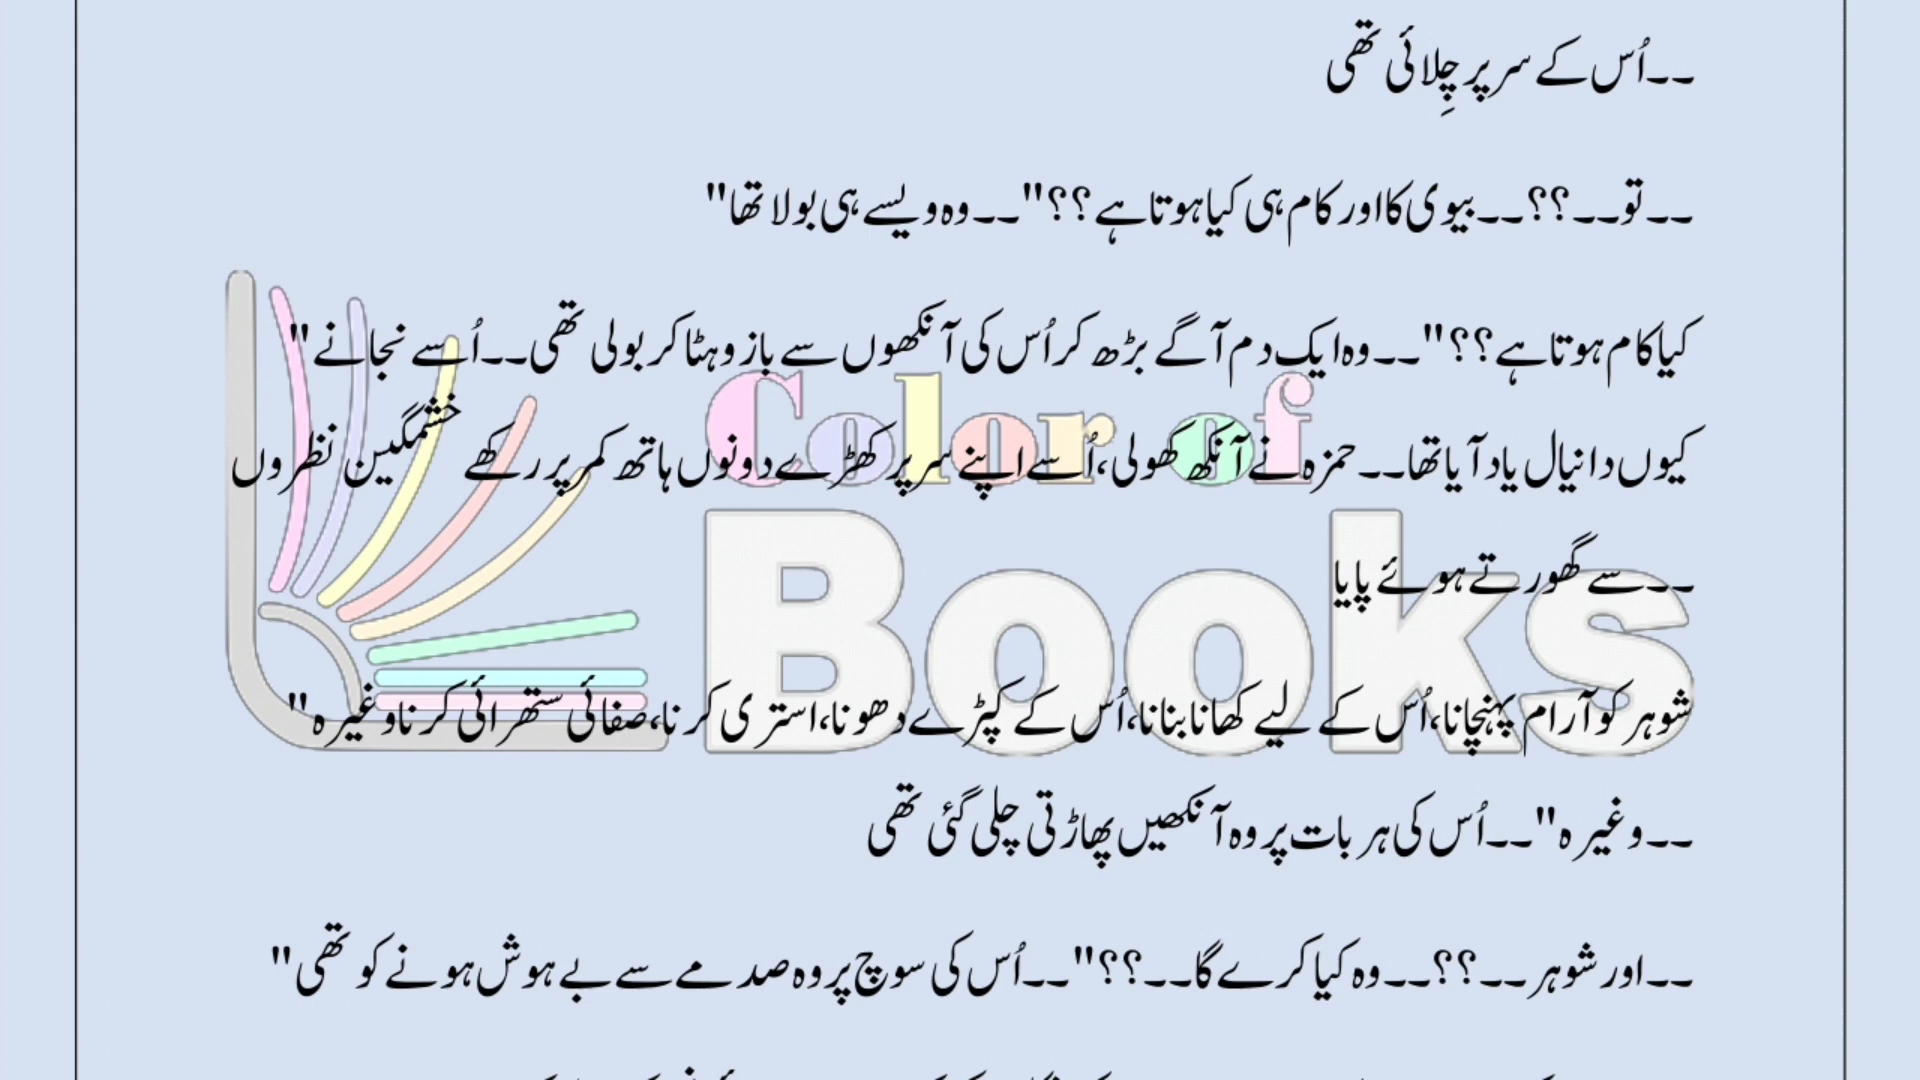 ۔۔اُس کے سر پر چِلائی تھی
۔۔تو۔۔؟؟۔۔بیوی کا اور کام ہی کیا ہوتا ہے؟؟"۔۔وہ ویسے ہی بولا تھا"
کیا کام ہوتا ہے؟؟"۔۔وہ ایک دم آگے بڑھ کر اُس کی آنکھوں سے بازو ہٹا کر بولی تھی۔۔اُسے نجانے"
کیوں دانیال یاد آیا تھا۔۔حمزہ نے آنکھ کھولی،اُسے اپنے سر پر کھڑے دونوں ہاتھ کمر پر رکھے خشمگین نظروں
۔۔سے گھورتے ہوئے پایا
شوہر کو آرام پہنچانا،اُس کے لیے کھانا بنانا،اُس کے کپڑے دھونا،استری کرنا،صفائی ستھرائی کرنا وغیرہ"
۔۔وغیرہ"۔۔اُس کی ہر بات پر وہ آنکھیں پھاڑتی چلی گئی تھی
۔۔اور شوہر۔۔؟؟۔۔وہ کیا کرے گا۔۔؟؟"۔۔اُس کی سوچ پر وہ صدمے سے بے ہوش ہونے کو تھی"
Color of
Books